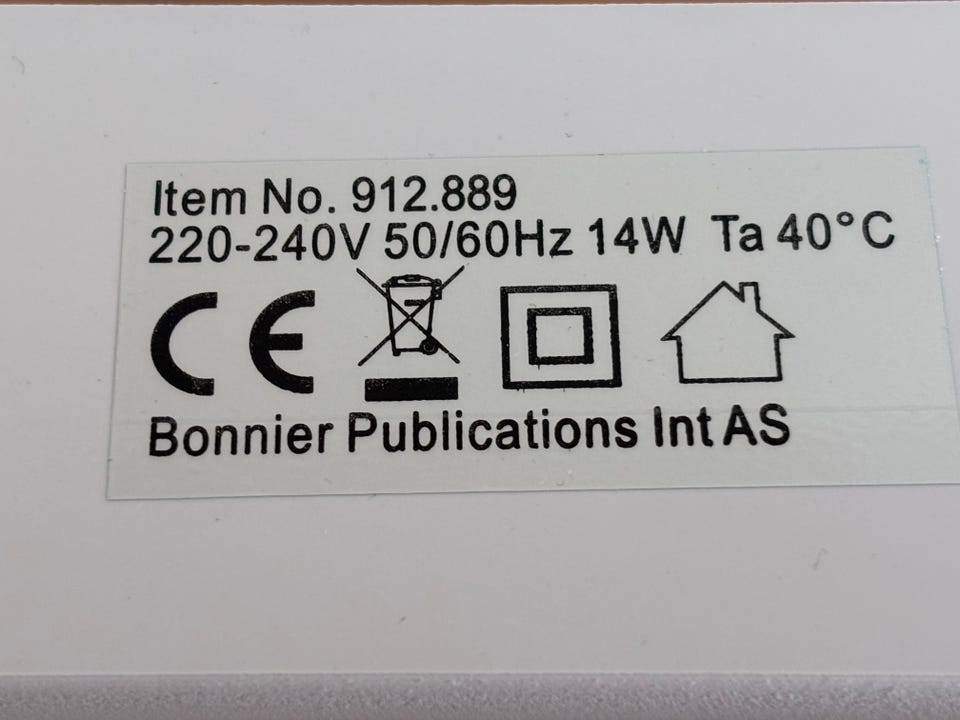 Item No. 912.889
220-240V 50/60Hz 14W Ta 40°C
CE
Bonnier Publications Int AS